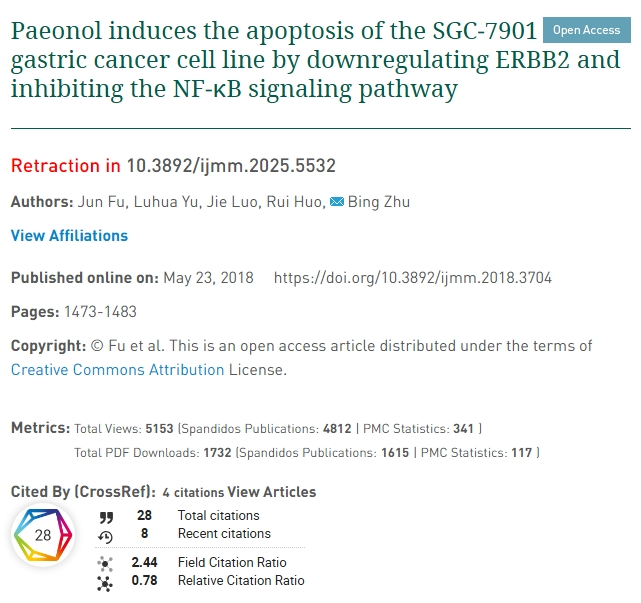 Paeonol induces the apoptosis of the SGC-7901 Open Access
gastric cancer cell line by downregulating ERBB2 and
inhibiting the NF-κB signaling pathway
Retraction in 10.3892/ijmm.2025.5532
Authors: Jun Fu, Luhua Yu, Jie Luo, Rui Huo, Bing Zhu
View Affiliations
Published online on: May 23, 2018 https://doi.org/10.3892/ijmm.2018.3704
Pages: 1473-1483
Copyright: © Fu et al. This is an open access article distributed under the terms of
Creative Commons Attribution License.
Metrics: Total Views: 5153 (Spandidos Publications: 4812 | PMC Statistics: 341 )
Total PDF Downloads: 1732 (Spandidos Publications: 1615 | PMC Statistics: 117 )
Cited By (CrossRef): 4 citations View Articles
28
28 Total citations
8 Recent citations
2.44 Field Citation Ratio
0.78 Relative Citation Ratio